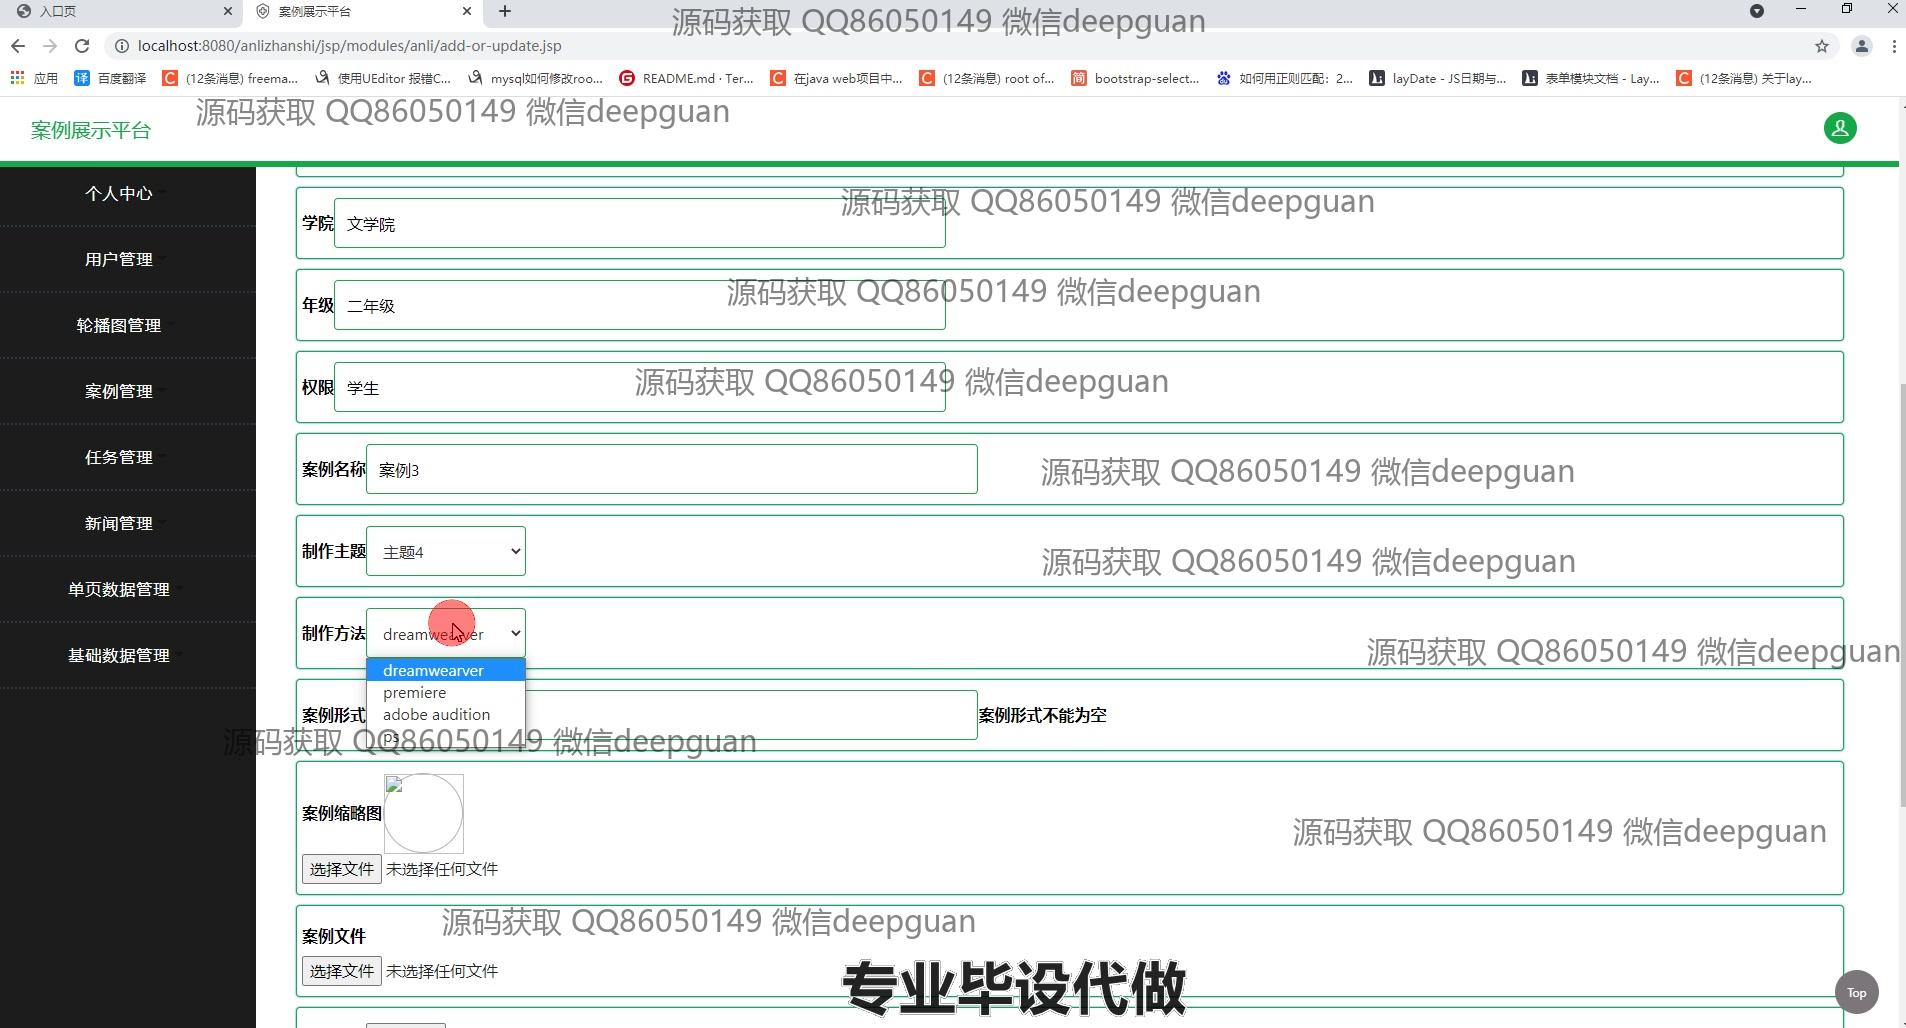 入口页
案例展示平台
源码获取 QQ86050149 微信deepguan
localhost:8080/anlizhanshi/jsp/modules/anli/add-or-update.jsp
应用
百度翻译
(12条消息) freema...
使用UEditor 报错C...
mysql如何修改roo...
README.md · Ter...
在java web项目中...
(12条消息) root of...
bootstrap-select...
如何用正则匹配：2...
layDate - JS日期与...
表单模块文档 - Lay...
(12条消息) 关于lay...
源码获取 QQ86050149 微信deepguan
案例展示平台
个人中心
用户管理
轮播图管理
案例管理
任务管理
新闻管理
单页数据管理
基础数据管理
源码获取 QQ86050149 微信deepguan
学院 文学院
源码获取 QQ86050149 微信deepguan
年级 二年级
源码获取 QQ86050149 微信deepguan
权限 学生
案例名称 案例3
源码获取 QQ86050149 微信deepguan
制作主题 主题4
源码获取 QQ86050149 微信deepguan
制作方法 dreamwearver
源码获取 QQ86050149 微信deepguan
dreamwearver
premiere
adobe audition
ps
案例形式 案例形式不能为空
源码获取 QQ86050149 微信deepguan
案例缩略图
源码获取 QQ86050149 微信deepguan
选择文件 未选择任何文件
源码获取 QQ86050149 微信deepguan
案例文件
选择文件 未选择任何文件
专业毕设代做
Top